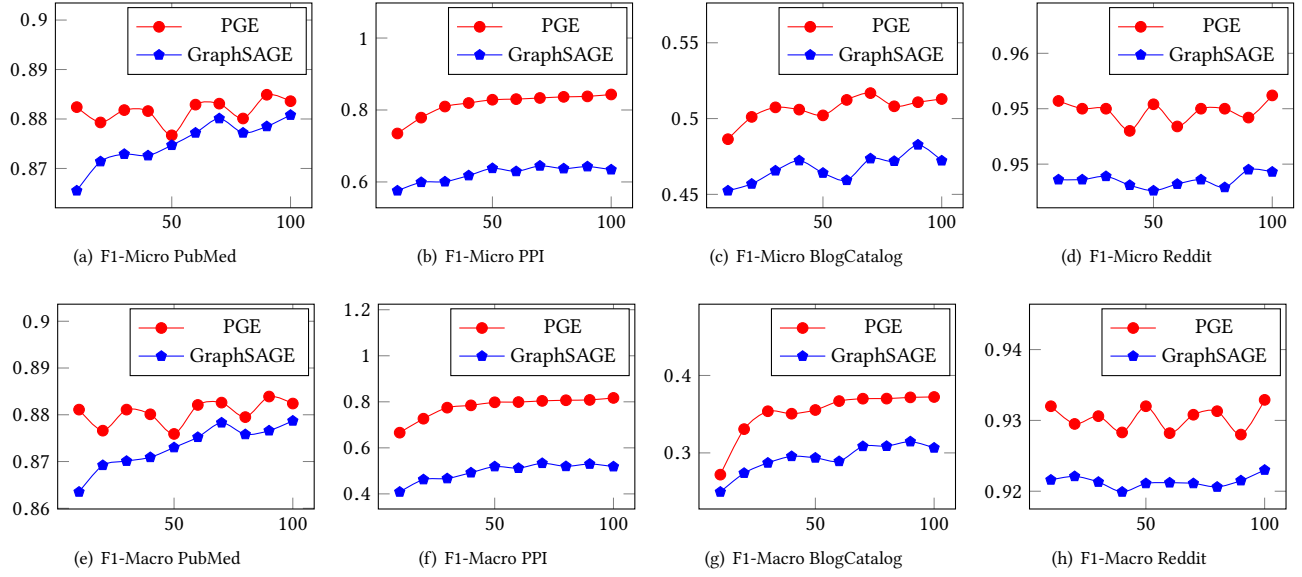 0.9
0.89
0.88
0.87
50
100
PGE
GraphSAGE
(a) F1-Micro PubMed
1
0.8
0.6
50
100
PGE
GraphSAGE
(b) F1-Micro PPI
0.55
0.5
0.45
50
100
PGE
GraphSAGE
(c) F1-Micro BlogCatalog
0.96
0.95
0.95
50
100
PGE
GraphSAGE
(d) F1-Micro Reddit
0.9
0.89
0.88
0.87
0.86
50
100
PGE
GraphSAGE
(e) F1-Macro PubMed
1.2
1
0.8
0.6
0.4
50
100
PGE
GraphSAGE
(f) F1-Macro PPI
0.4
0.3
50
100
PGE
GraphSAGE
(g) F1-Macro BlogCatalog
0.94
0.93
0.92
50
100
PGE
GraphSAGE
(h) F1-Macro Reddit